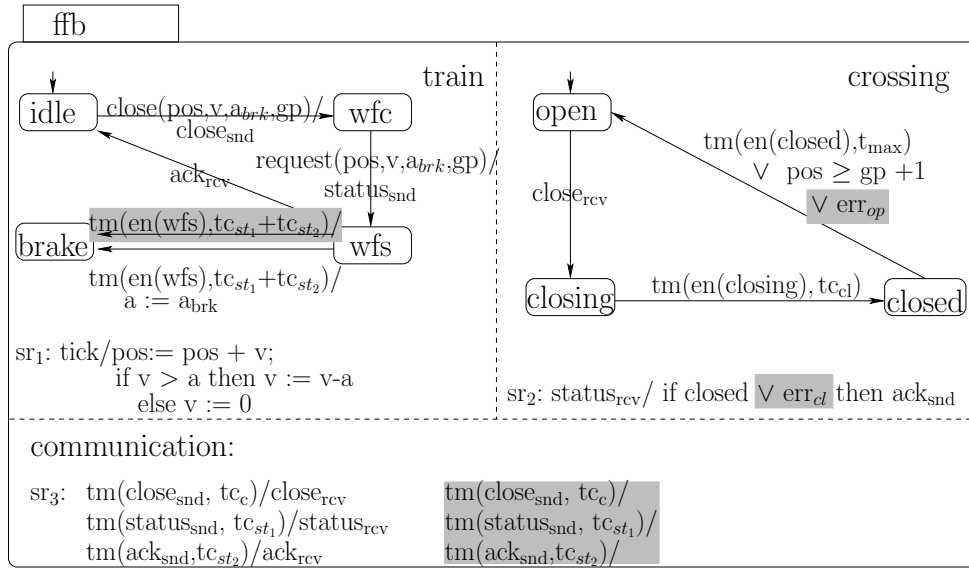 ffb
train
idle
close(pos,v,a_brk,gp)/
close_snd
wfc
request(pos,v,a_brk,gp)/
status_snd
ack_rcv
tm(en(wfs),tc_st₁+tc_st₂)/
brake
wfs
tm(en(wfs),tc_st₁+tc_st₂)/
a := a_brk
sr₁: tick/pos:= pos + v;
if v > a then v := v-a
else v := 0
crossing
open
tm(en(closed),t_max)
∨ pos ≥ gp +1
∨ err_op
close_rcv
closing
tm(en(closing), tc_cl)
closed
sr₂: status_rcv/ if closed ∨ err_cl then ack_snd
communication:
sr₃: tm(close_snd, tc_c)/close_rcv tm(close_snd, tc_c)/
tm(status_snd, tc_st₁)/status_rcv tm(status_snd, tc_st₁)/
tm(ack_snd,tc_st₂)/ack_rcv tm(ack_snd,tc_st₂)/